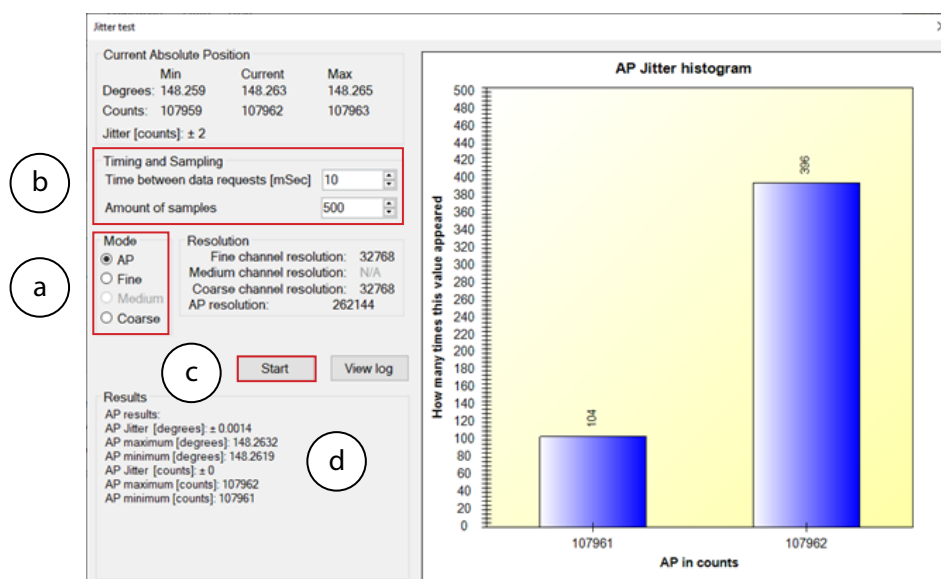 Jitter test
Current Absolute Position
Min Current Max
Degrees: 148.259 148.263 148.265
Counts: 107959 107962 107963
Jitter [counts]: ± 2
b
Timing and Sampling
Time between data requests [mSec] 10
Amount of samples 500
a
Mode
AP
Fine
Medium
Coarse
Resolution
Fine channel resolution: 32768
Medium channel resolution: N/A
Coarse channel resolution: 32768
AP resolution: 262144
c
Start View log
Results
AP results:
AP Jitter [degrees]: ± 0.0014
AP maximum [degrees]: 148.2632
AP minimum [degrees]: 148.2619
AP Jitter [counts]: ± 0
AP maximum [counts]: 107962
AP minimum [counts]: 107961
d
AP Jitter histogram
How many times this value appeared
500
480
460
440
420
400
380
360
340
320
300
280
260
240
220
200
180
160
140
120
100
80
60
40
20
0
104
396
107961 107962
AP in counts